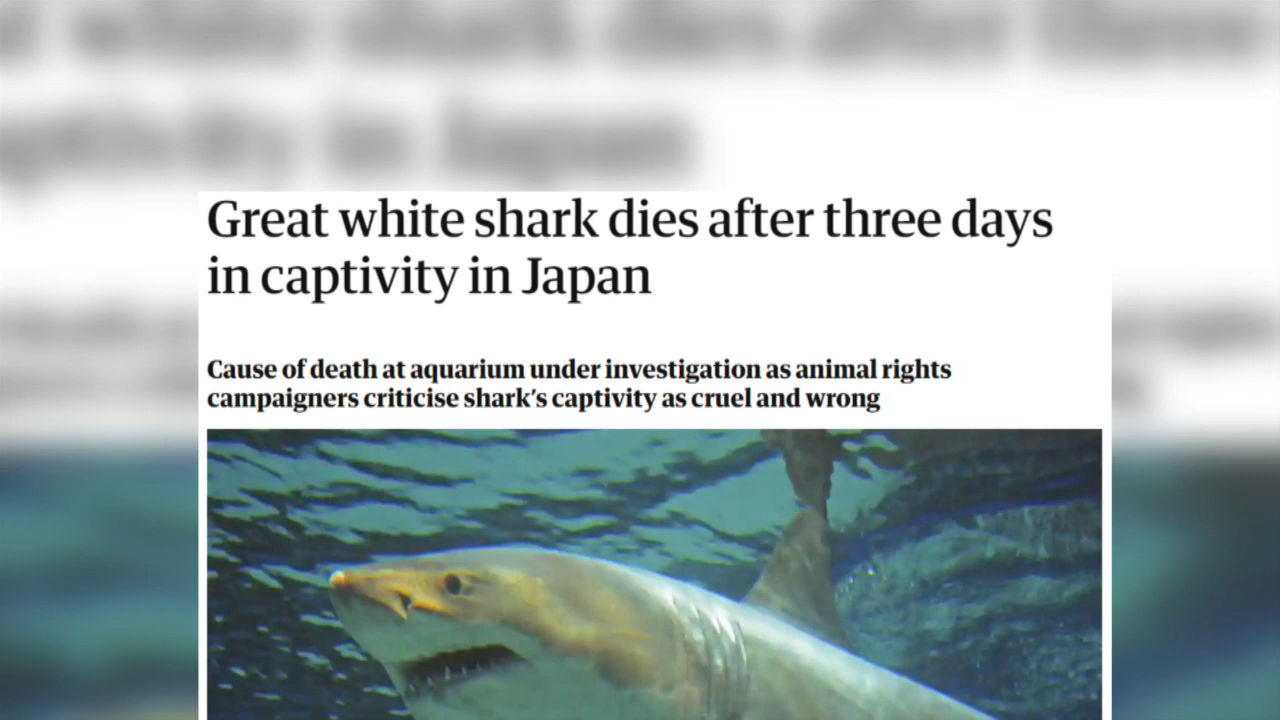 Great white shark dies after three days
in captivity in Japan
Cause of death at aquarium under investigation as animal rights
campaigners criticise shark’s captivity as cruel and wrong